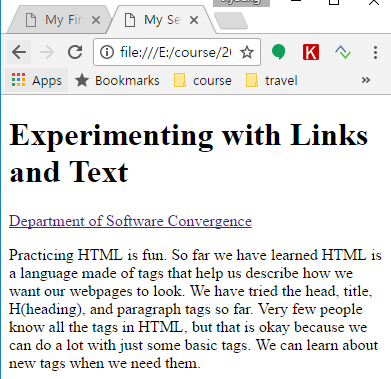 My Fir
My Se
file:///E:/course/20
Apps
Bookmarks
course
travel
Experimenting with Links
and Text
Department of Software Convergence
Practicing HTML is fun. So far we have learned HTML is
a language made of tags that help us describe how we
want our webpages to look. We have tried the head, title,
H(heading), and paragraph tags so far. Very few people
know all the tags in HTML, but that is okay because we
can do a lot with just some basic tags. We can learn about
new tags when we need them.